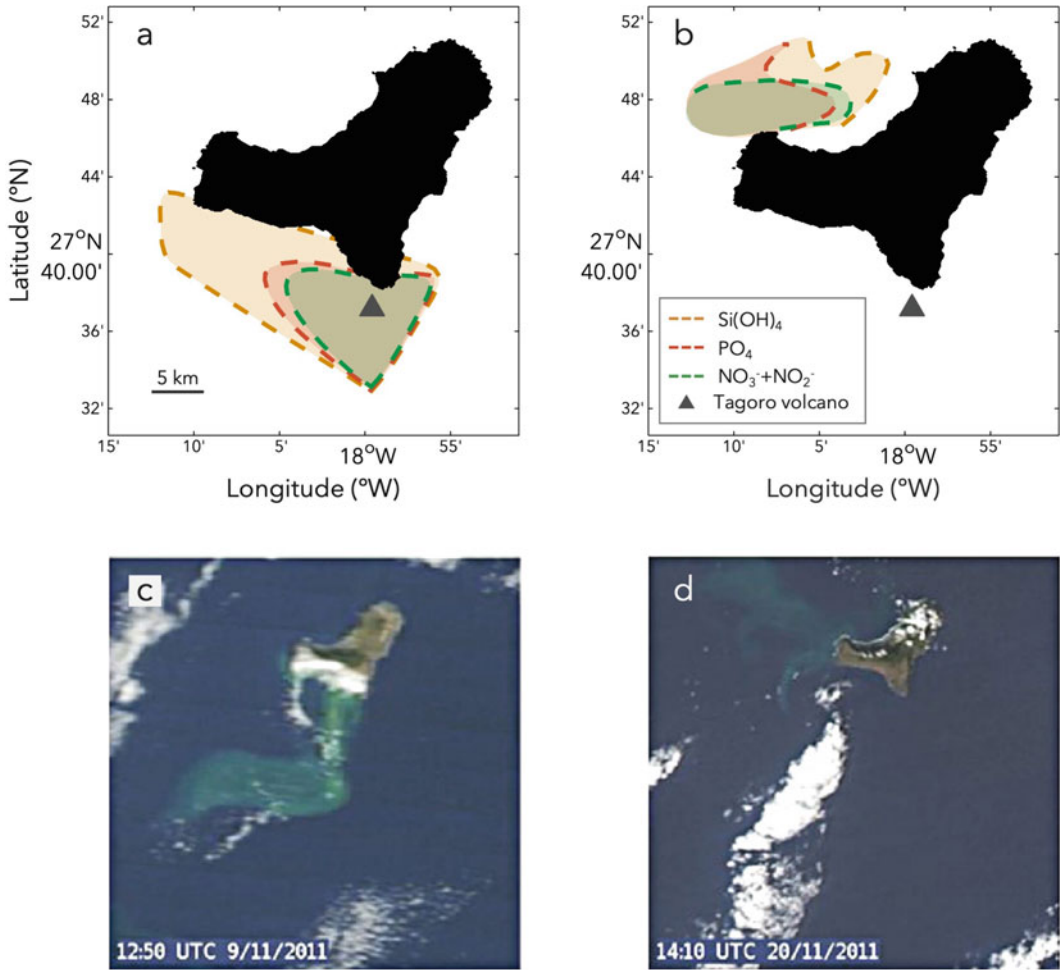 a
b
52'
52'
48'
48'
44'
44'
27°N
40.00'
27°N
40.00'
36'
36'
32'
32'
Latitude (°N)
5 km
Si(OH)₄
PO₄
NO₃⁻+NO₂⁻
Tagoro volcano
15'
10'
5'
18°W
55'
15'
10'
5'
18°W
55'
Longitude (°W)
Longitude (°W)
c
d
12:50 UTC 9/11/2011
14:10 UTC 20/11/2011